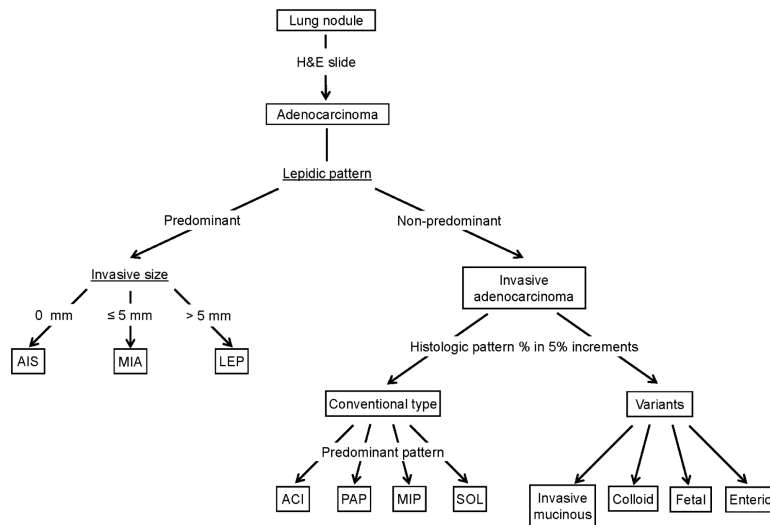 Lung nodule
H&E slide
Adenocarcinoma
Lepidic pattern
Predominant
Non-predominant
Invasive size
Invasive
adenocarcinoma
0 mm
≤ 5 mm
> 5 mm
AIS
MIA
LEP
Histologic pattern % in 5% increments
Conventional type
Variants
Predominant pattern
ACI
PAP
MIP
SOL
Invasive
mucinous
Colloid
Fetal
Enteric